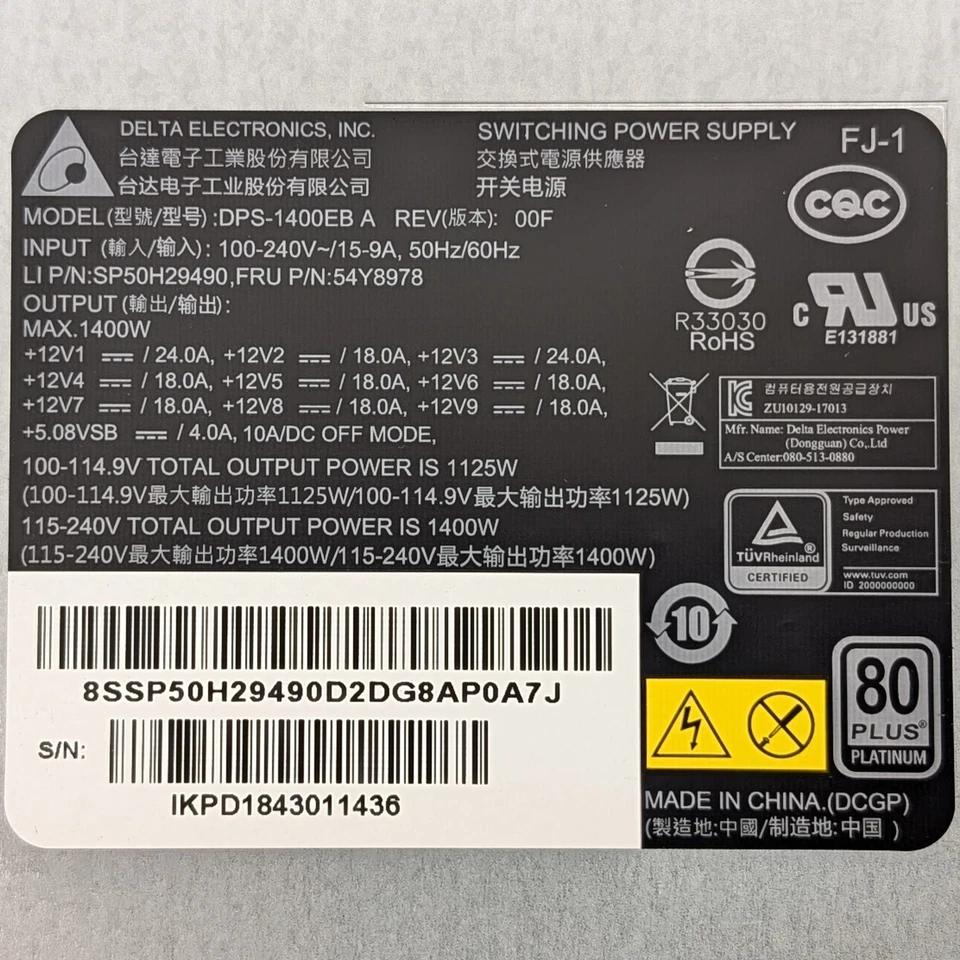 DELTA ELECTRONICS, INC.
台達電子工業股份有限公司
台达电子工业股份有限公司
SWITCHING POWER SUPPLY
交換式電源供應器
开关电源
FJ-1
CQC
MODEL(型號/型号):DPS-1400EB A REV(版本): 00F
INPUT (輸入/输入): 100-240V~/15-9A, 50Hz/60Hz
LI P/N:SP50H29490,FRU P/N:54Y8978
OUTPUT(輸出/输出):
MAX.1400W
+12V1 ⎓ / 24.0A, +12V2 ⎓ / 18.0A, +12V3 ⎓ / 24.0A,
+12V4 ⎓ / 18.0A, +12V5 ⎓ / 18.0A, +12V6 ⎓ / 18.0A,
+12V7 ⎓ / 18.0A, +12V8 ⎓ / 18.0A, +12V9 ⎓ / 18.0A,
+5.08VSB ⎓ / 4.0A, 10A/DC OFF MODE,
100-114.9V TOTAL OUTPUT POWER IS 1125W
(100-114.9V最大輸出功率1125W/100-114.9V最大输出功率1125W)
115-240V TOTAL OUTPUT POWER IS 1400W
(115-240V最大輸出功率1400W/115-240V最大输出功率1400W)
R33030
RoHS
C RU US
E131881
컴퓨터용전원공급장치
ZU10129-17013
Mfr. Name: Delta Electronics Power
(Dongguan) Co,.Ltd
A/S Center:080-513-0880
TÜVRheinland®
CERTIFIED
Type Approved
Safety
Regular Production
Surveillance
www.tuv.com
ID 2000000000
10
80
PLUS®
PLATINUM
8SSP50H29490D2DG8AP0A7J
S/N:
IKPD1843011436
MADE IN CHINA.(DCGP)
(製造地:中國/制造地:中国 )